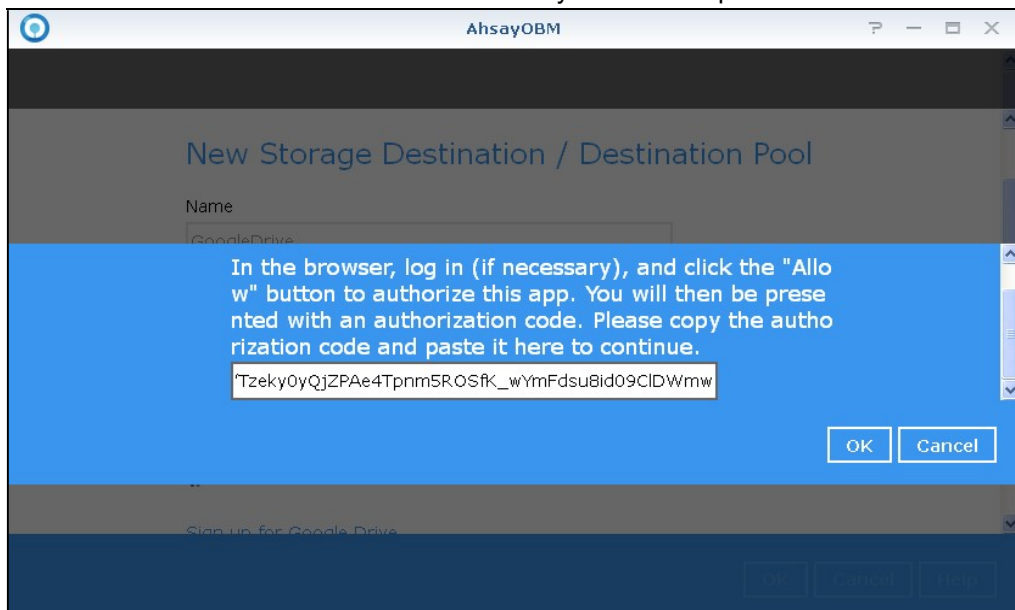 AhsayOBM
New Storage Destination / Destination Pool
Name
GoogleDrive
In the browser, log in (if necessary), and click the "Allo
w" button to authorize this app. You will then be prese
nted with an authorization code. Please copy the autho
rization code and paste it here to continue.
Tzeky0yQjZPAe4Tpnm5ROSfK_wYmFdsu8id09ClDWmw
OK Cancel
Sign up for Google Drive
OK Cancel Help